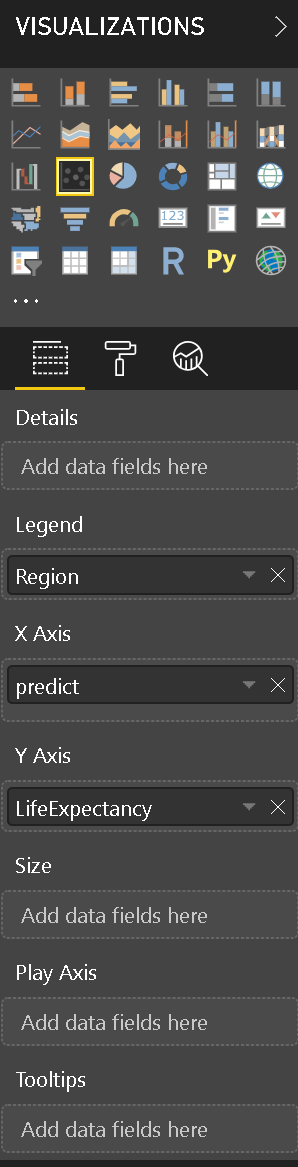 VISUALIZATIONS
123
R Py
...
Details
Add data fields here
Legend
Region
X Axis
predict
Y Axis
LifeExpectancy
Size
Add data fields here
Play Axis
Add data fields here
Tooltips
Add data fields here